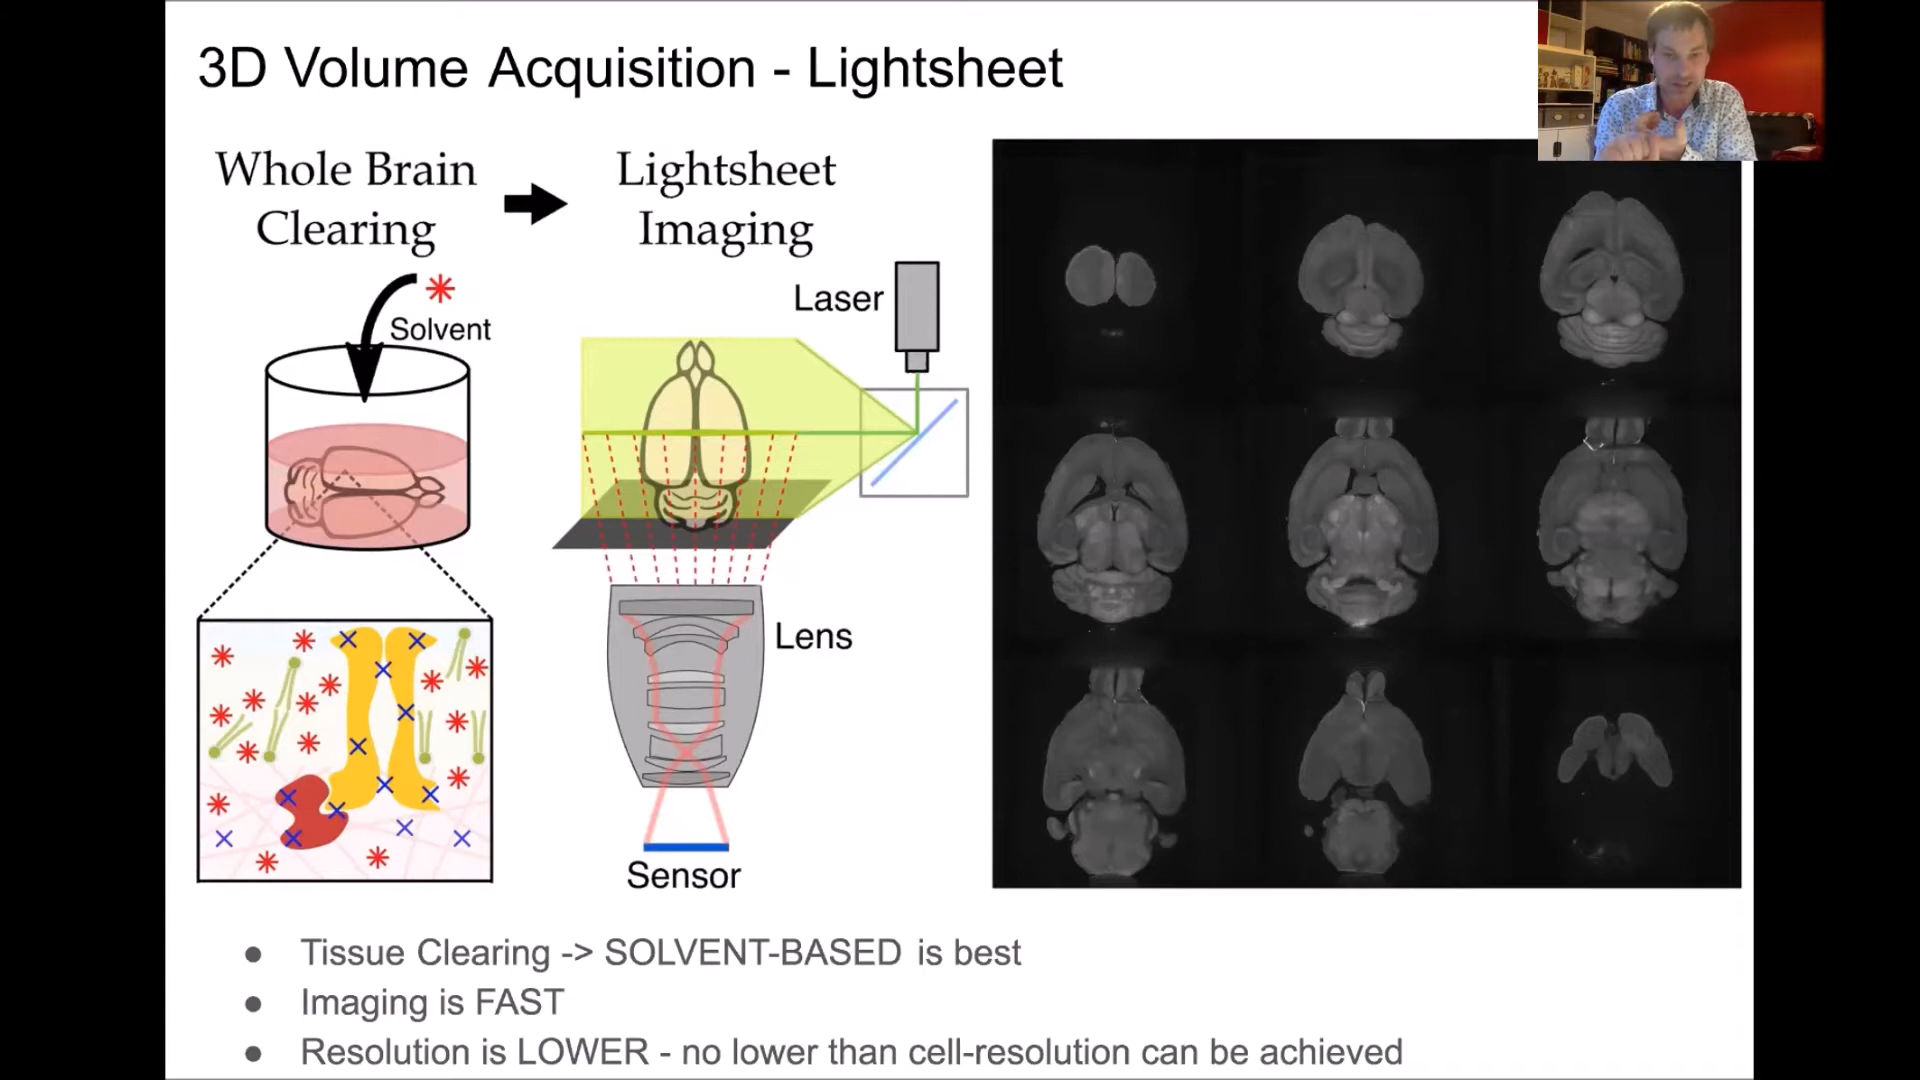 3D Volume Acquisition - Lightsheet
Whole Brain
Clearing
Lightsheet
Imaging
Solvent
Laser
Lens
Sensor
● Tissue Clearing -> SOLVENT-BASED is best
● Imaging is FAST
● Resolution is LOWER - no lower than cell-resolution can be achieved